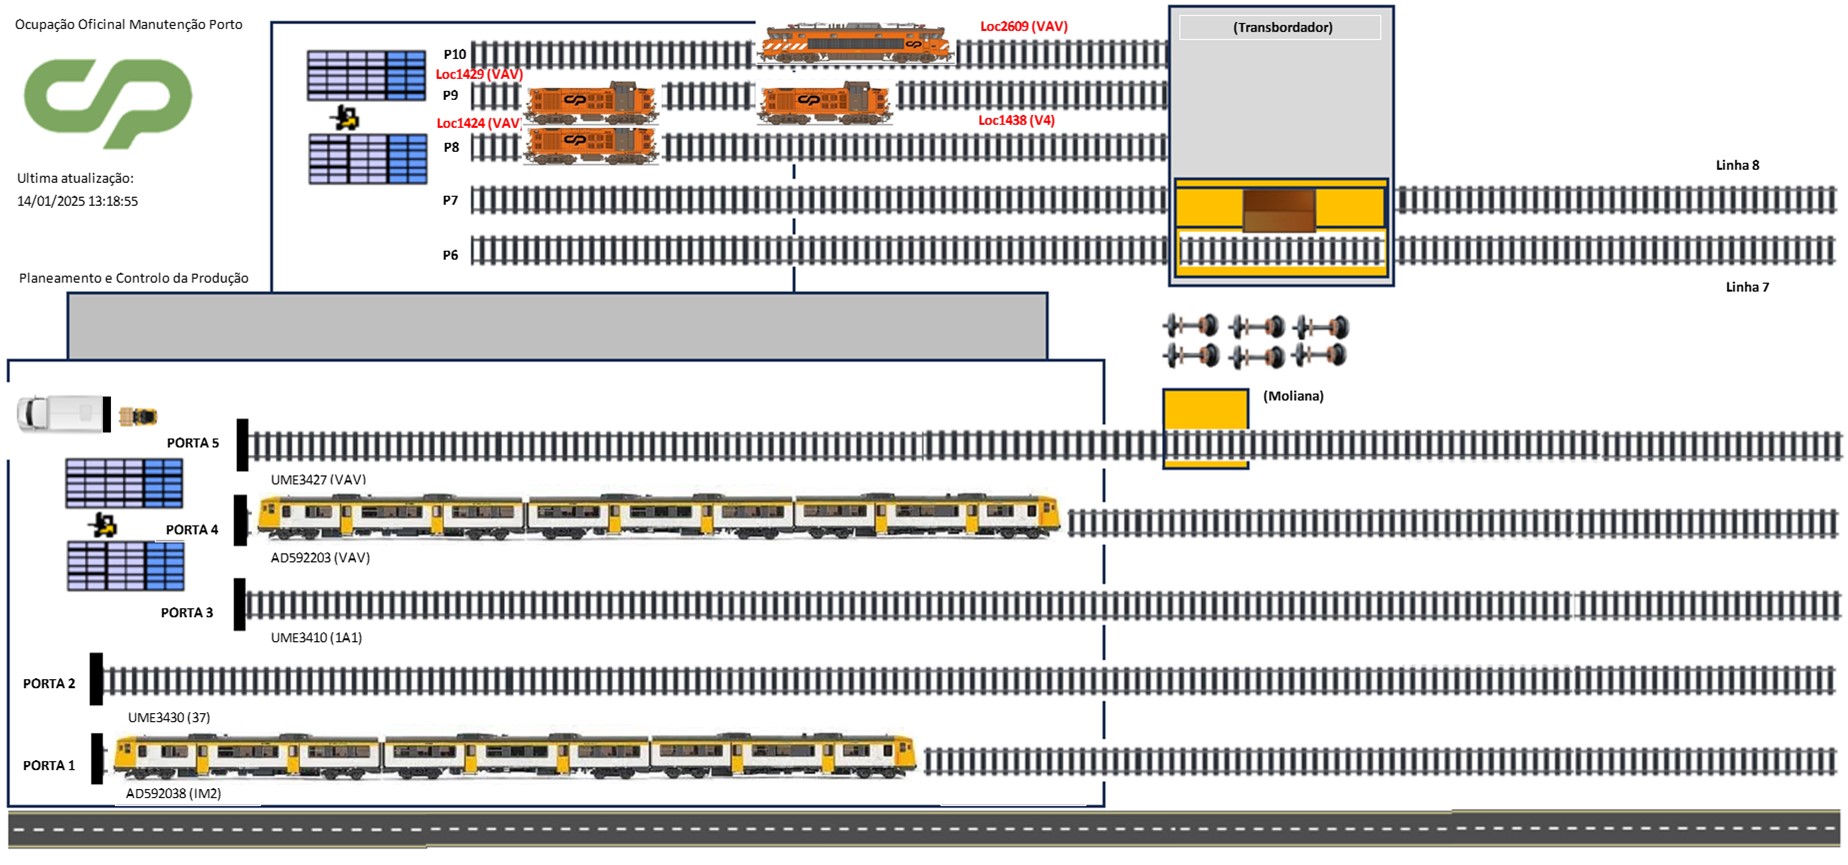 Ocupação Oficinal Manutenção Porto
Loc2609 (VAV)
(Transbordador)
P10
Loc1429 (VAV)
P9
Loc1424 (VAV)
Loc1438 (V4)
P8
Ultima atualização:
14/01/2025 13:18:55
Linha 8
P7
P6
Planeamento e Controlo da Produção
Linha 7
(Moliana)
PORTA 5
UME3427 (VAV)
PORTA 4
AD592203 (VAV)
PORTA 3
UME3410 (1A1)
PORTA 2
UME3430 (37)
PORTA 1
AD592038 (IM2)